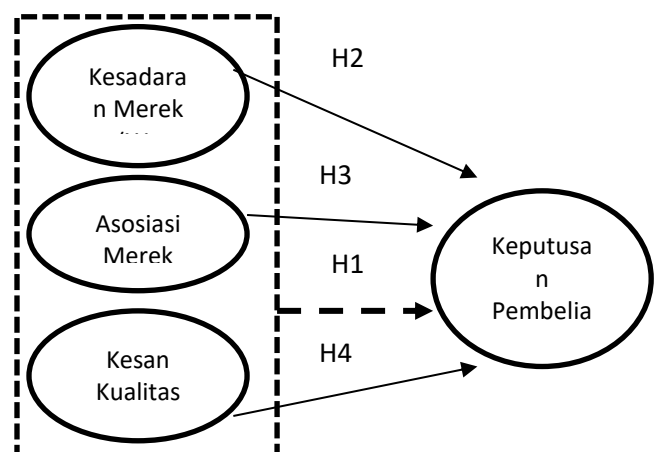 Kesadara
n Merek
H2
H3
Asosiasi
Merek
H1
Keputusa
n
Pembelia
H4
Kesan
Kualitas